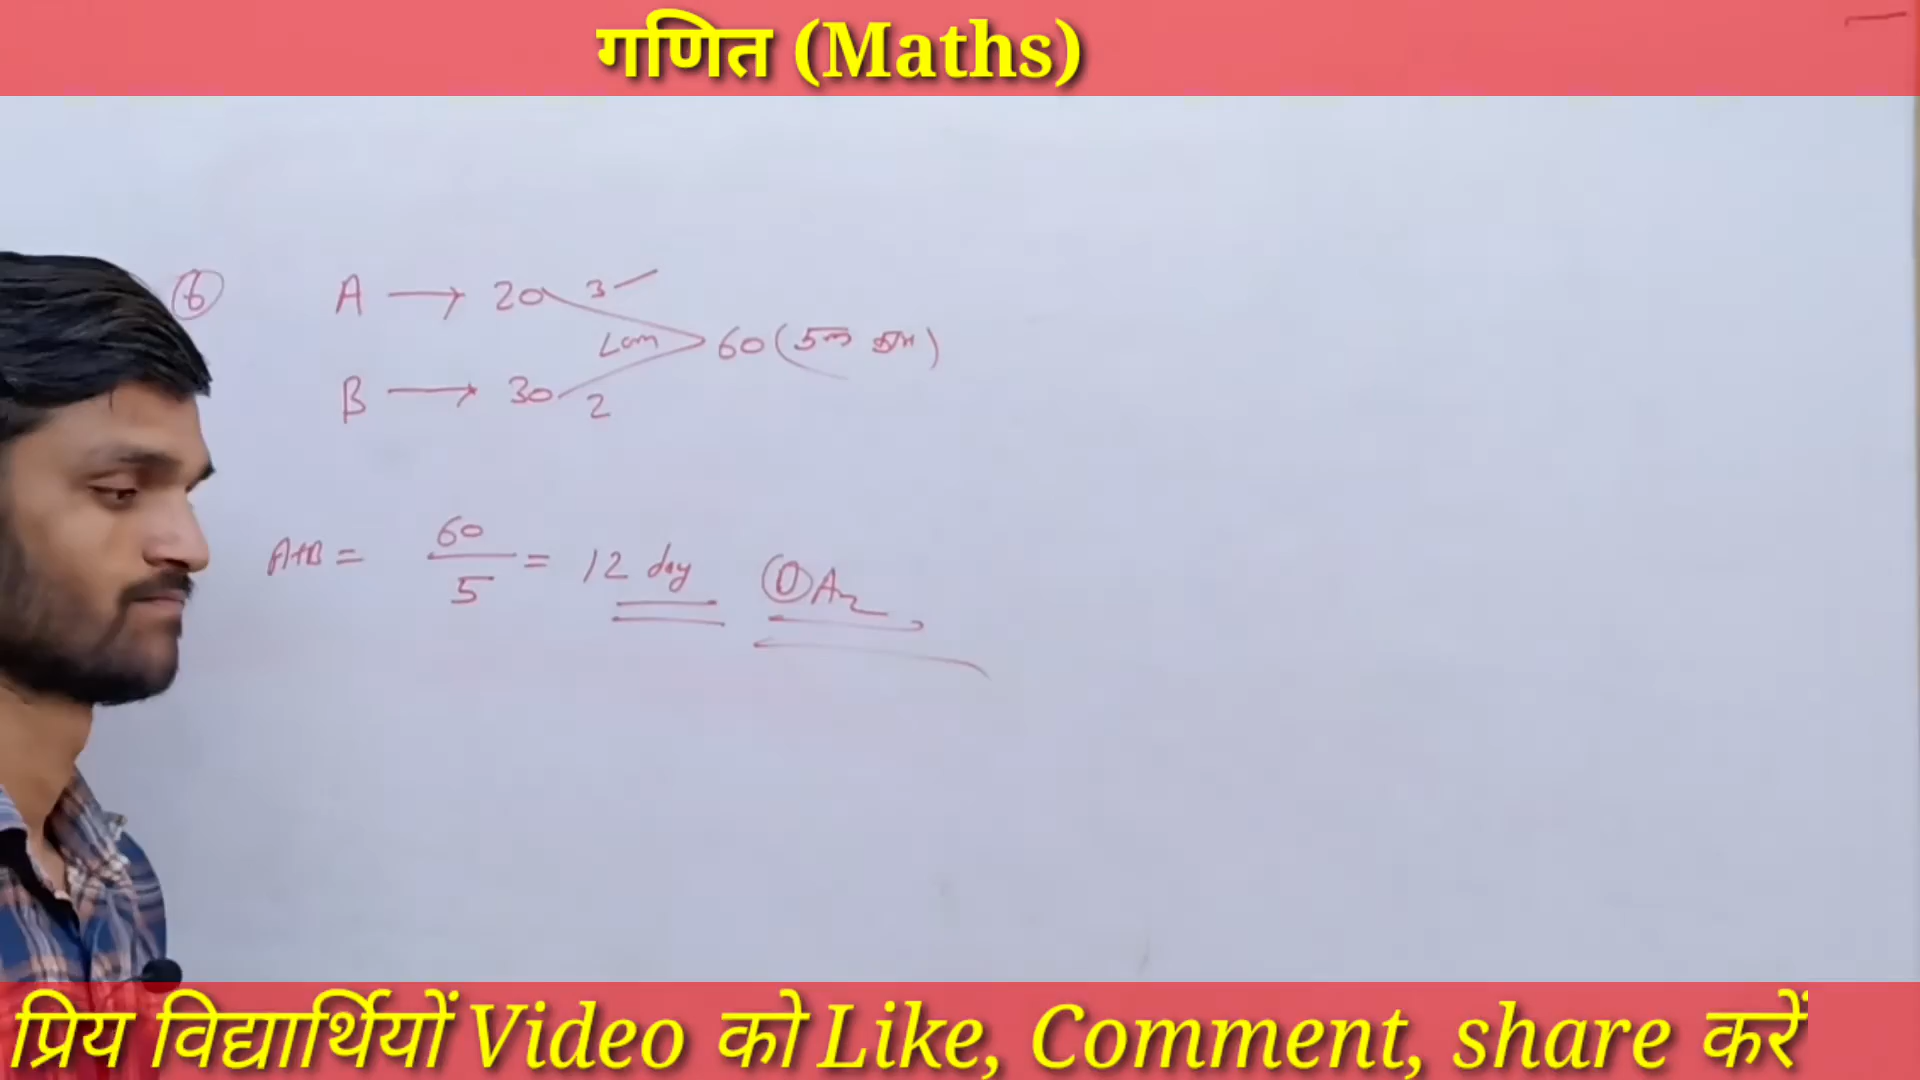 गणित (Maths)
6 A → 20 3
Lcm 60 (कुल काम)
B → 30 2
A+B = 60/5 = 12 day D Ans
प्रिय विद्यार्थियों Video को Like, Comment, share करें